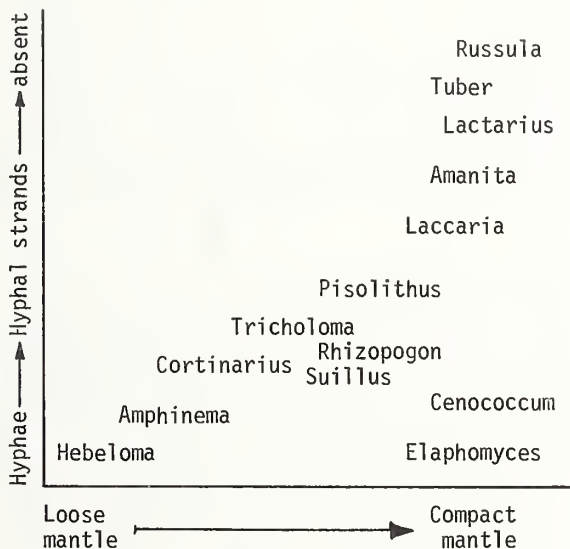 Hyphae → Hyphal strands → absent
Russula
Tuber
Lactarius
Amanita
Laccaria
Pisolithus
Tricholoma
Rhizopogon
Cortinarius
Suillus
Cenococcum
Amphinema
Hebeloma
Elaphomyces
Loose
mantle
Compact
mantle